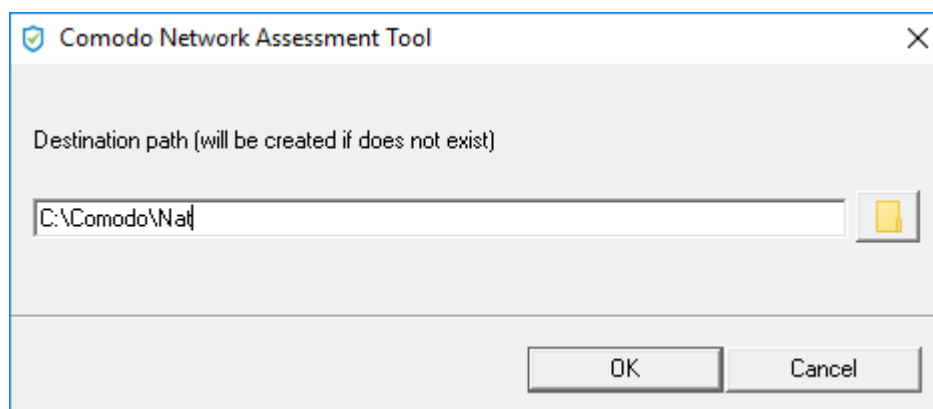 Comodo Network Assessment Tool
Destination path (will be created if does not exist)
C:\Comodo\Nat
OK
Cancel